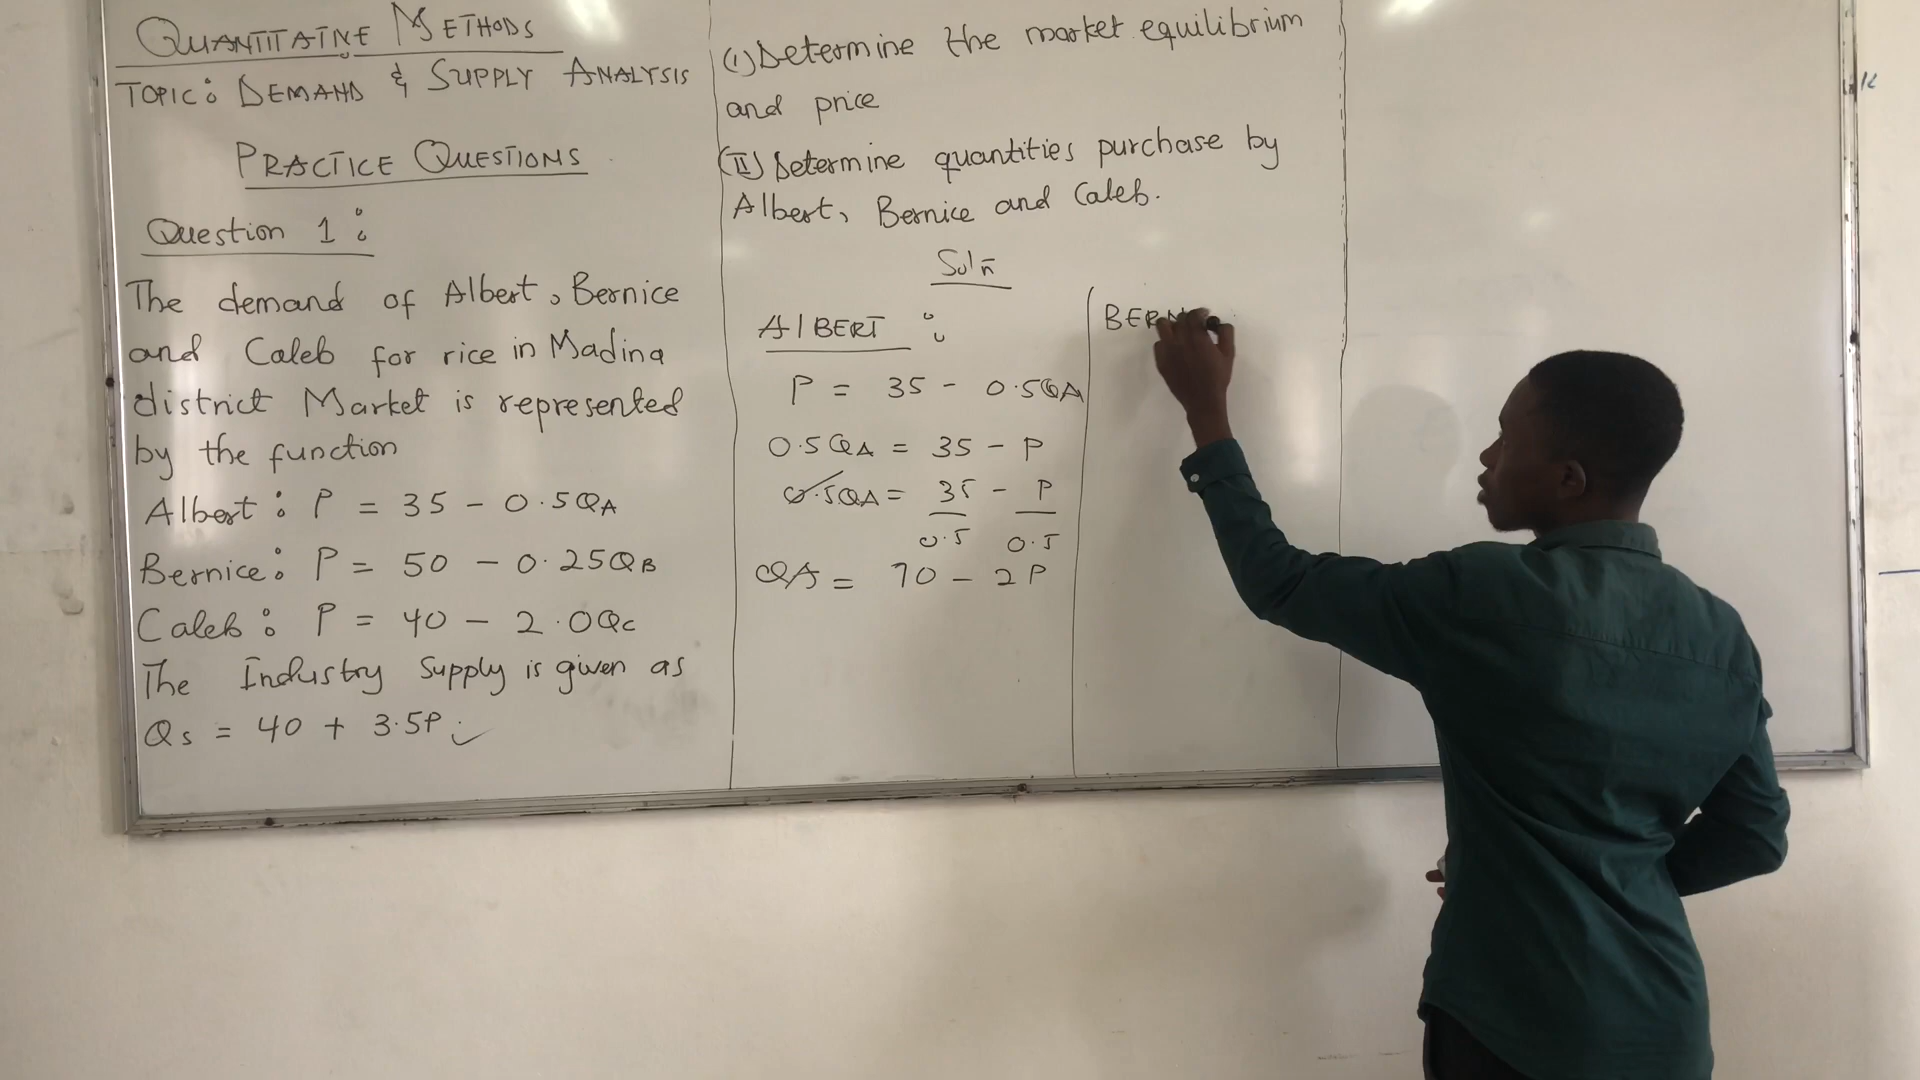 QUANTITATIVE METHODS
TOPIC: DEMAND & SUPPLY ANALYSIS
PRACTICE QUESTIONS
Question 1:
The demand of Albert, Bernice
and Caleb for rice in Madina
district Market is represented
by the function
Albert: P = 35 - 0.5QA
Bernice: P = 50 - 0.25QB
Caleb: P = 40 - 2.0Qc
The Industry Supply is given as
Qs = 40 + 3.5P
(I) Determine the market equilibrium
and price
(II) Determine quantities purchase by
Albert, Bernice and Caleb.
Sol n̄
AlBERT :
P = 35 - 0.5QA
0.5QA = 35 - P
0.5QA = 35 - P
0.5 0.5
QA = 70 - 2P